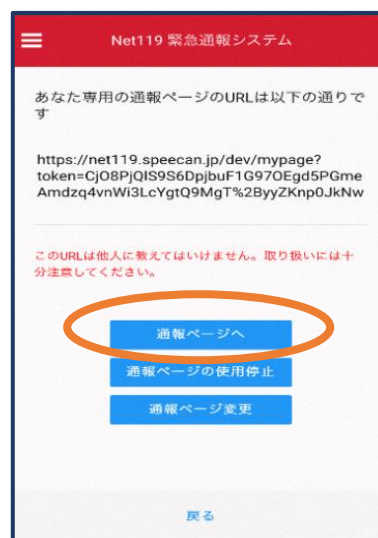 Net119 緊急通報システム
あなた専用の通報ページのURLは以下の通りで
す
https://net119.speecan.jp/dev/mypage?
token=CjO8PjQlS9S6DpjbuF1G97OEgd5PGme
Amdzq4vnWi3LcYgtQ9MgT%2ByyZKnp0JkNw
このURLは他人に教えてはいけません。取り扱いには十
分注意してください。
通報ページへ
通報ページの使用停止
通報ページ変更
戻る